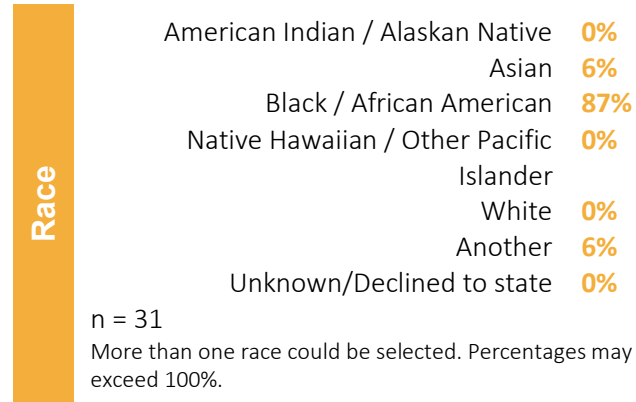 Race
American Indian / Alaskan Native 0%
Asian 6%
Black / African American 87%
Native Hawaiian / Other Pacific 0%
Islander
White 0%
Another 6%
Unknown/Declined to state 0%
n = 31
More than one race could be selected. Percentages may
exceed 100%.